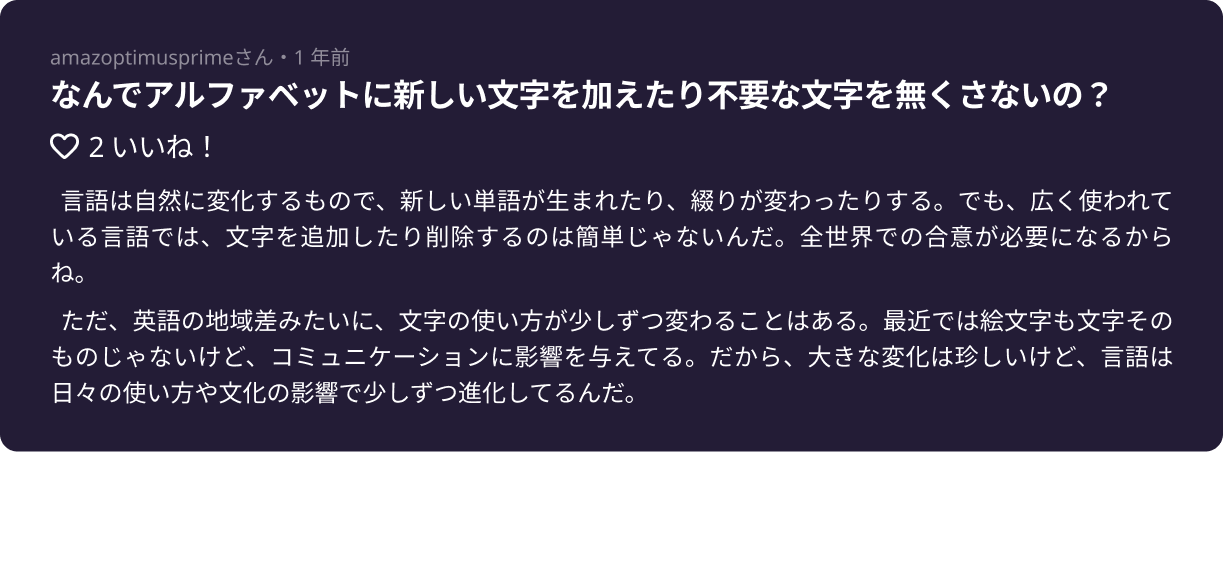 amazoptimusprimeさん・1 年前
なんでアルファベットに新しい文字を加えたり不要な文字を無くさないの？
2 いいね！
言語は自然に変化するもので、新しい単語が生まれたり、綴りが変わったりする。でも、広く使われて
いる言語では、文字を追加したり削除するのは簡単じゃないんだ。全世界での合意が必要になるから
ね。
ただ、英語の地域差みたいに、文字の使い方が少しずつ変わることはある。最近では絵文字も文字その
ものじゃないけど、コミュニケーションに影響を与えてる。だから、大きな変化は珍しいけど、言語は
日々の使い方や文化の影響で少しずつ進化してるんだ。